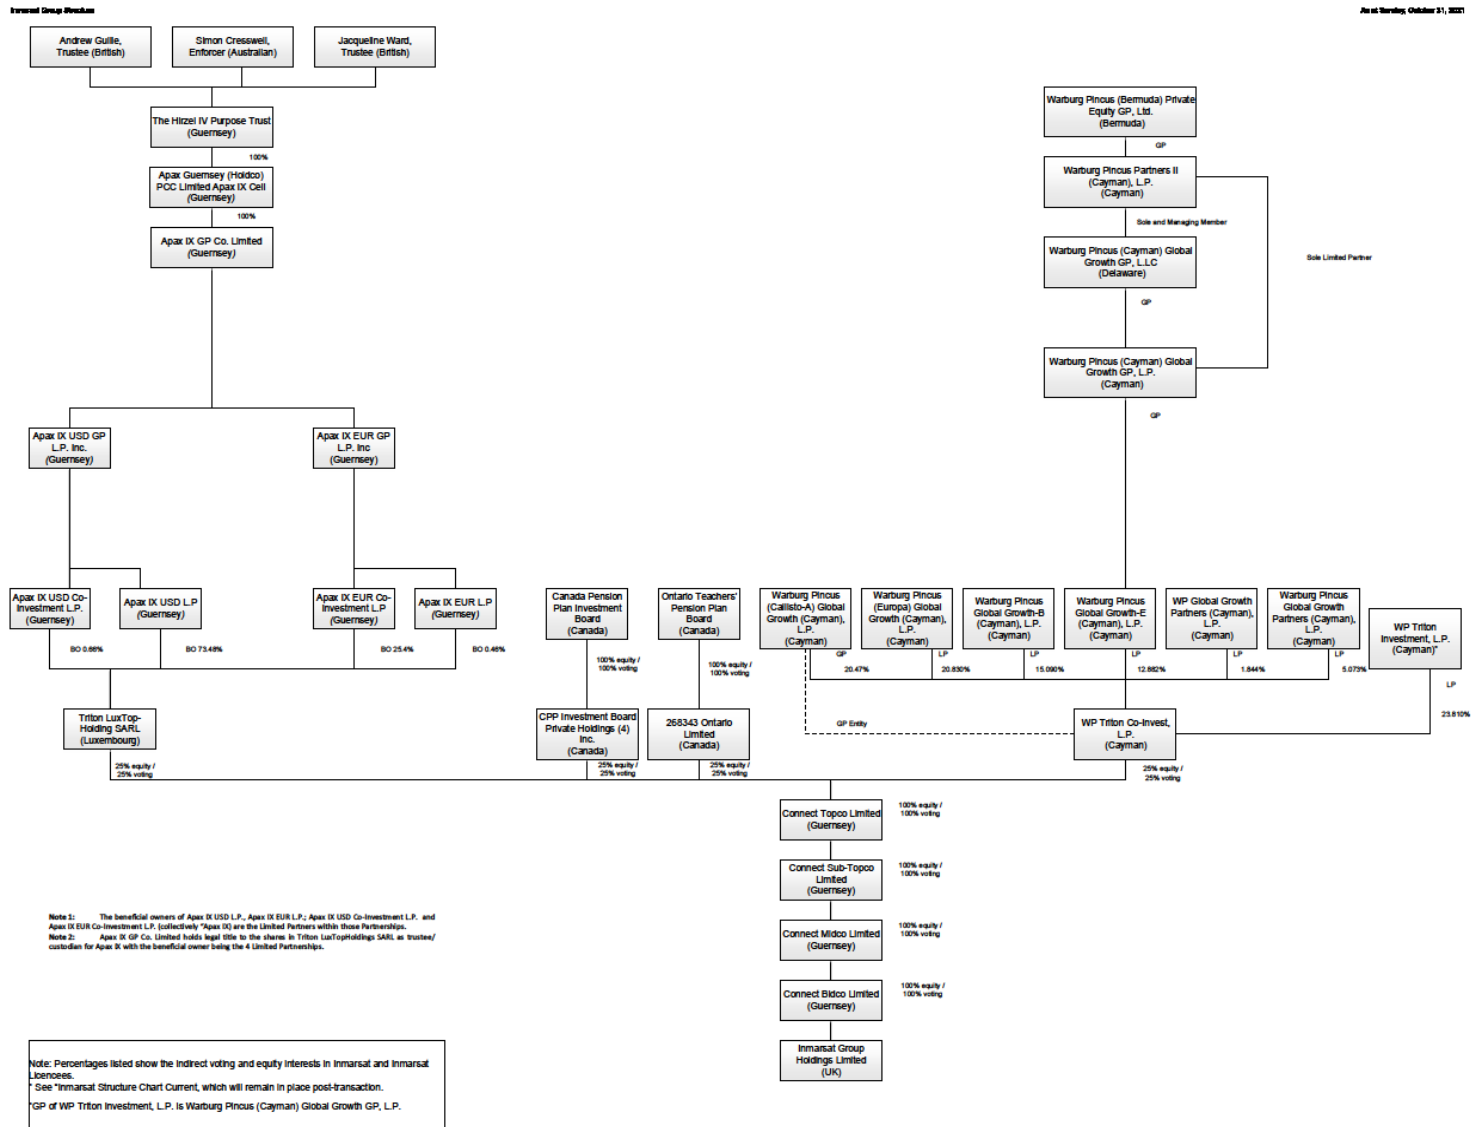 Inmarsat Group Structure
As at Sunday, October 31, 2021
Andrew Guille,
Trustee (British)
Simon Cresswell,
Enforcer (Australian)
Jacqueline Ward,
Trustee (British)
The Hirzel IV Purpose Trust
(Guernsey)
100%
Apax Guernsey (Holdco)
PCC Limited Apax IX Cell
(Guernsey)
100%
Apax IX GP Co. Limited
(Guernsey)
Warburg Pincus (Bermuda) Private
Equity GP, Ltd.
(Bermuda)
GP
Warburg Pincus Partners II
(Cayman), L.P.
(Cayman)
Sole and Managing Member
Warburg Pincus (Cayman) Global
Growth GP, L.LC
(Delaware)
Sole Limited Partner
GP
Warburg Pincus (Cayman) Global
Growth GP, L.P.
(Cayman)
GP
Apax IX USD GP
L.P. Inc.
(Guernsey)
Apax IX EUR GP
L.P. Inc
(Guernsey)
Apax IX USD Co-
Investment L.P.
(Guernsey)
Apax IX USD L.P
(Guernsey)
Apax IX EUR Co-
Investment L.P
(Guernsey)
Apax IX EUR L.P
(Guernsey)
Canada Pension
Plan Investment
Board
(Canada)
Ontario Teachers'
Pension Plan
Board
(Canada)
Warburg Pincus
(Callisto-A) Global
Growth (Cayman),
L.P.
(Cayman)
Warburg Pincus
(Europa) Global
Growth (Cayman),
L.P.
(Cayman)
Warburg Pincus
Global Growth-B
(Cayman), L.P.
(Cayman)
Warburg Pincus
Global Growth-E
(Cayman), L.P.
(Cayman)
WP Global Growth
Partners (Cayman),
L.P.
(Cayman)
Warburg Pincus
Global Growth
Partners (Cayman),
L.P.
(Cayman)
WP Triton
Investment, L.P.
(Cayman)*
BO 0.66%
BO 73.48%
BO 25.4%
BO 0.46%
100% equity /
100% voting
100% equity /
100% voting
GP
20.47%
LP
20.830%
LP
15.090%
LP
12.882%
LP
1.844%
LP
5.073%
LP
23.810%
Triton LuxTop-
Holding SARL
(Luxembourg)
CPP Investment Board
Private Holdings (4)
Inc.
(Canada)
268343 Ontario
Limited
(Canada)
GP Entity
WP Triton Co-Invest,
L.P.
(Cayman)
25% equity /
25% voting
25% equity /
25% voting
25% equity /
25% voting
25% equity /
25% voting
Connect Topco Limited
(Guernsey)
100% equity /
100% voting
Connect Sub-Topco
Limited
(Guernsey)
100% equity /
100% voting
Connect Midco Limited
(Guernsey)
100% equity /
100% voting
Connect Bidco Limited
(Guernsey)
100% equity /
100% voting
Inmarsat Group
Holdings Limited
(UK)
Note 1: The beneficial owners of Apax IX USD L.P., Apax IX EUR L.P.; Apax IX USD Co-Investment L.P. and
Apax IX EUR Co-Investment L.P. (collectively "Apax IX) are the Limited Partners within those Partnerships.
Note 2: Apax IX GP Co. Limited holds legal title to the shares in Triton LuxTopHoldings SARL as trustee/
custodian for Apax IX with the beneficial owner being the 4 Limited Partnerships.
Note: Percentages listed show the indirect voting and equity interests in Inmarsat and Inmarsat
Licencees.
* See "Inmarsat Structure Chart Current, which will remain in place post-transaction.
*GP of WP Triton Investment, L.P. is Warburg Pincus (Cayman) Global Growth GP, L.P.